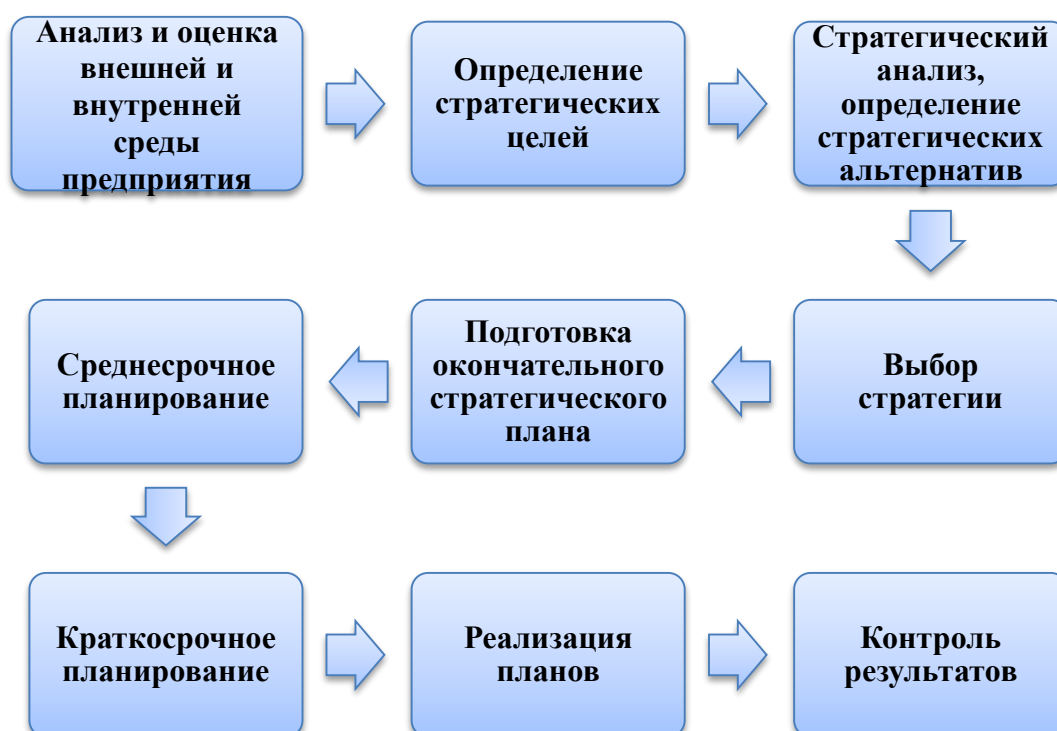 Анализ и оценка
внешней и
внутренней
среды
предприятия
Определение
стратегических
целей
Стратегический
анализ,
определение
стратегических
альтернатив
Выбор
стратегии
Подготовка
окончательного
стратегического
плана
Среднесрочное
планирование
Краткосрочное
планирование
Реализация
планов
Контроль
результатов